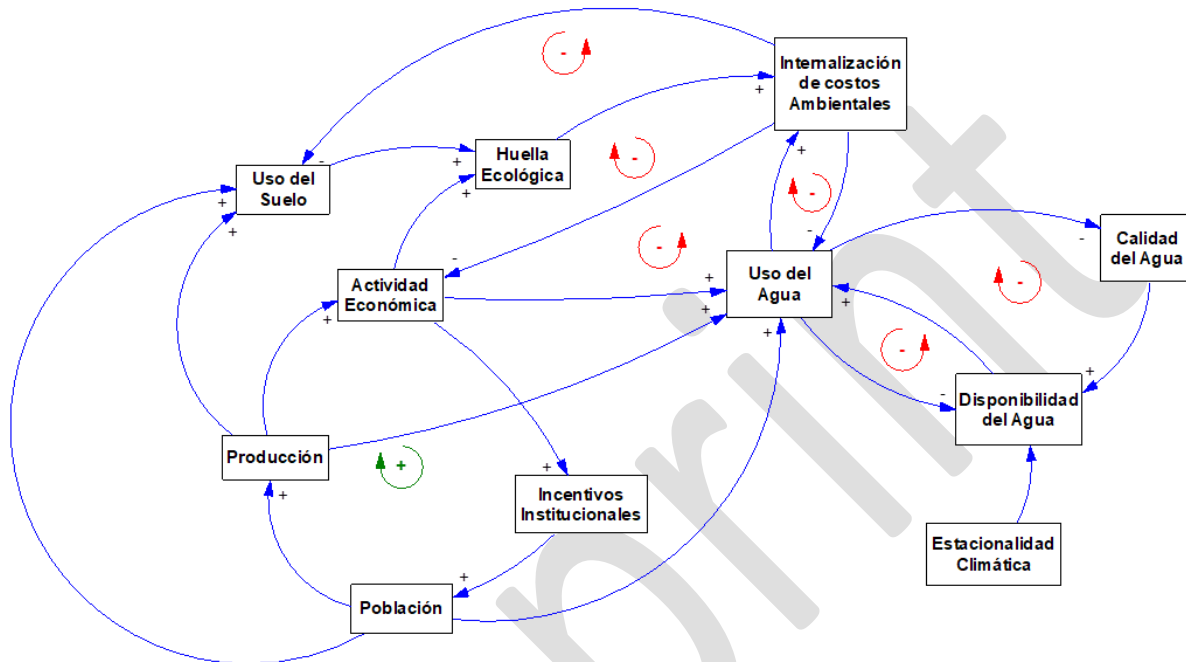 Internalización
de costos
Ambientales
-
+
-
+
-
Huella
Ecológica
+
+
-
Uso del
Suelo
+
+
-
+
-
-
Calidad
del Agua
-
-
Uso del
Agua
+
+
+
+
-
-
Actividad
Económica
+
-
+
-
Disponibilidad
del Agua
Producción
+
+
+
Incentivos
Institucionales
Estacionalidad
Climática
+
Población
print